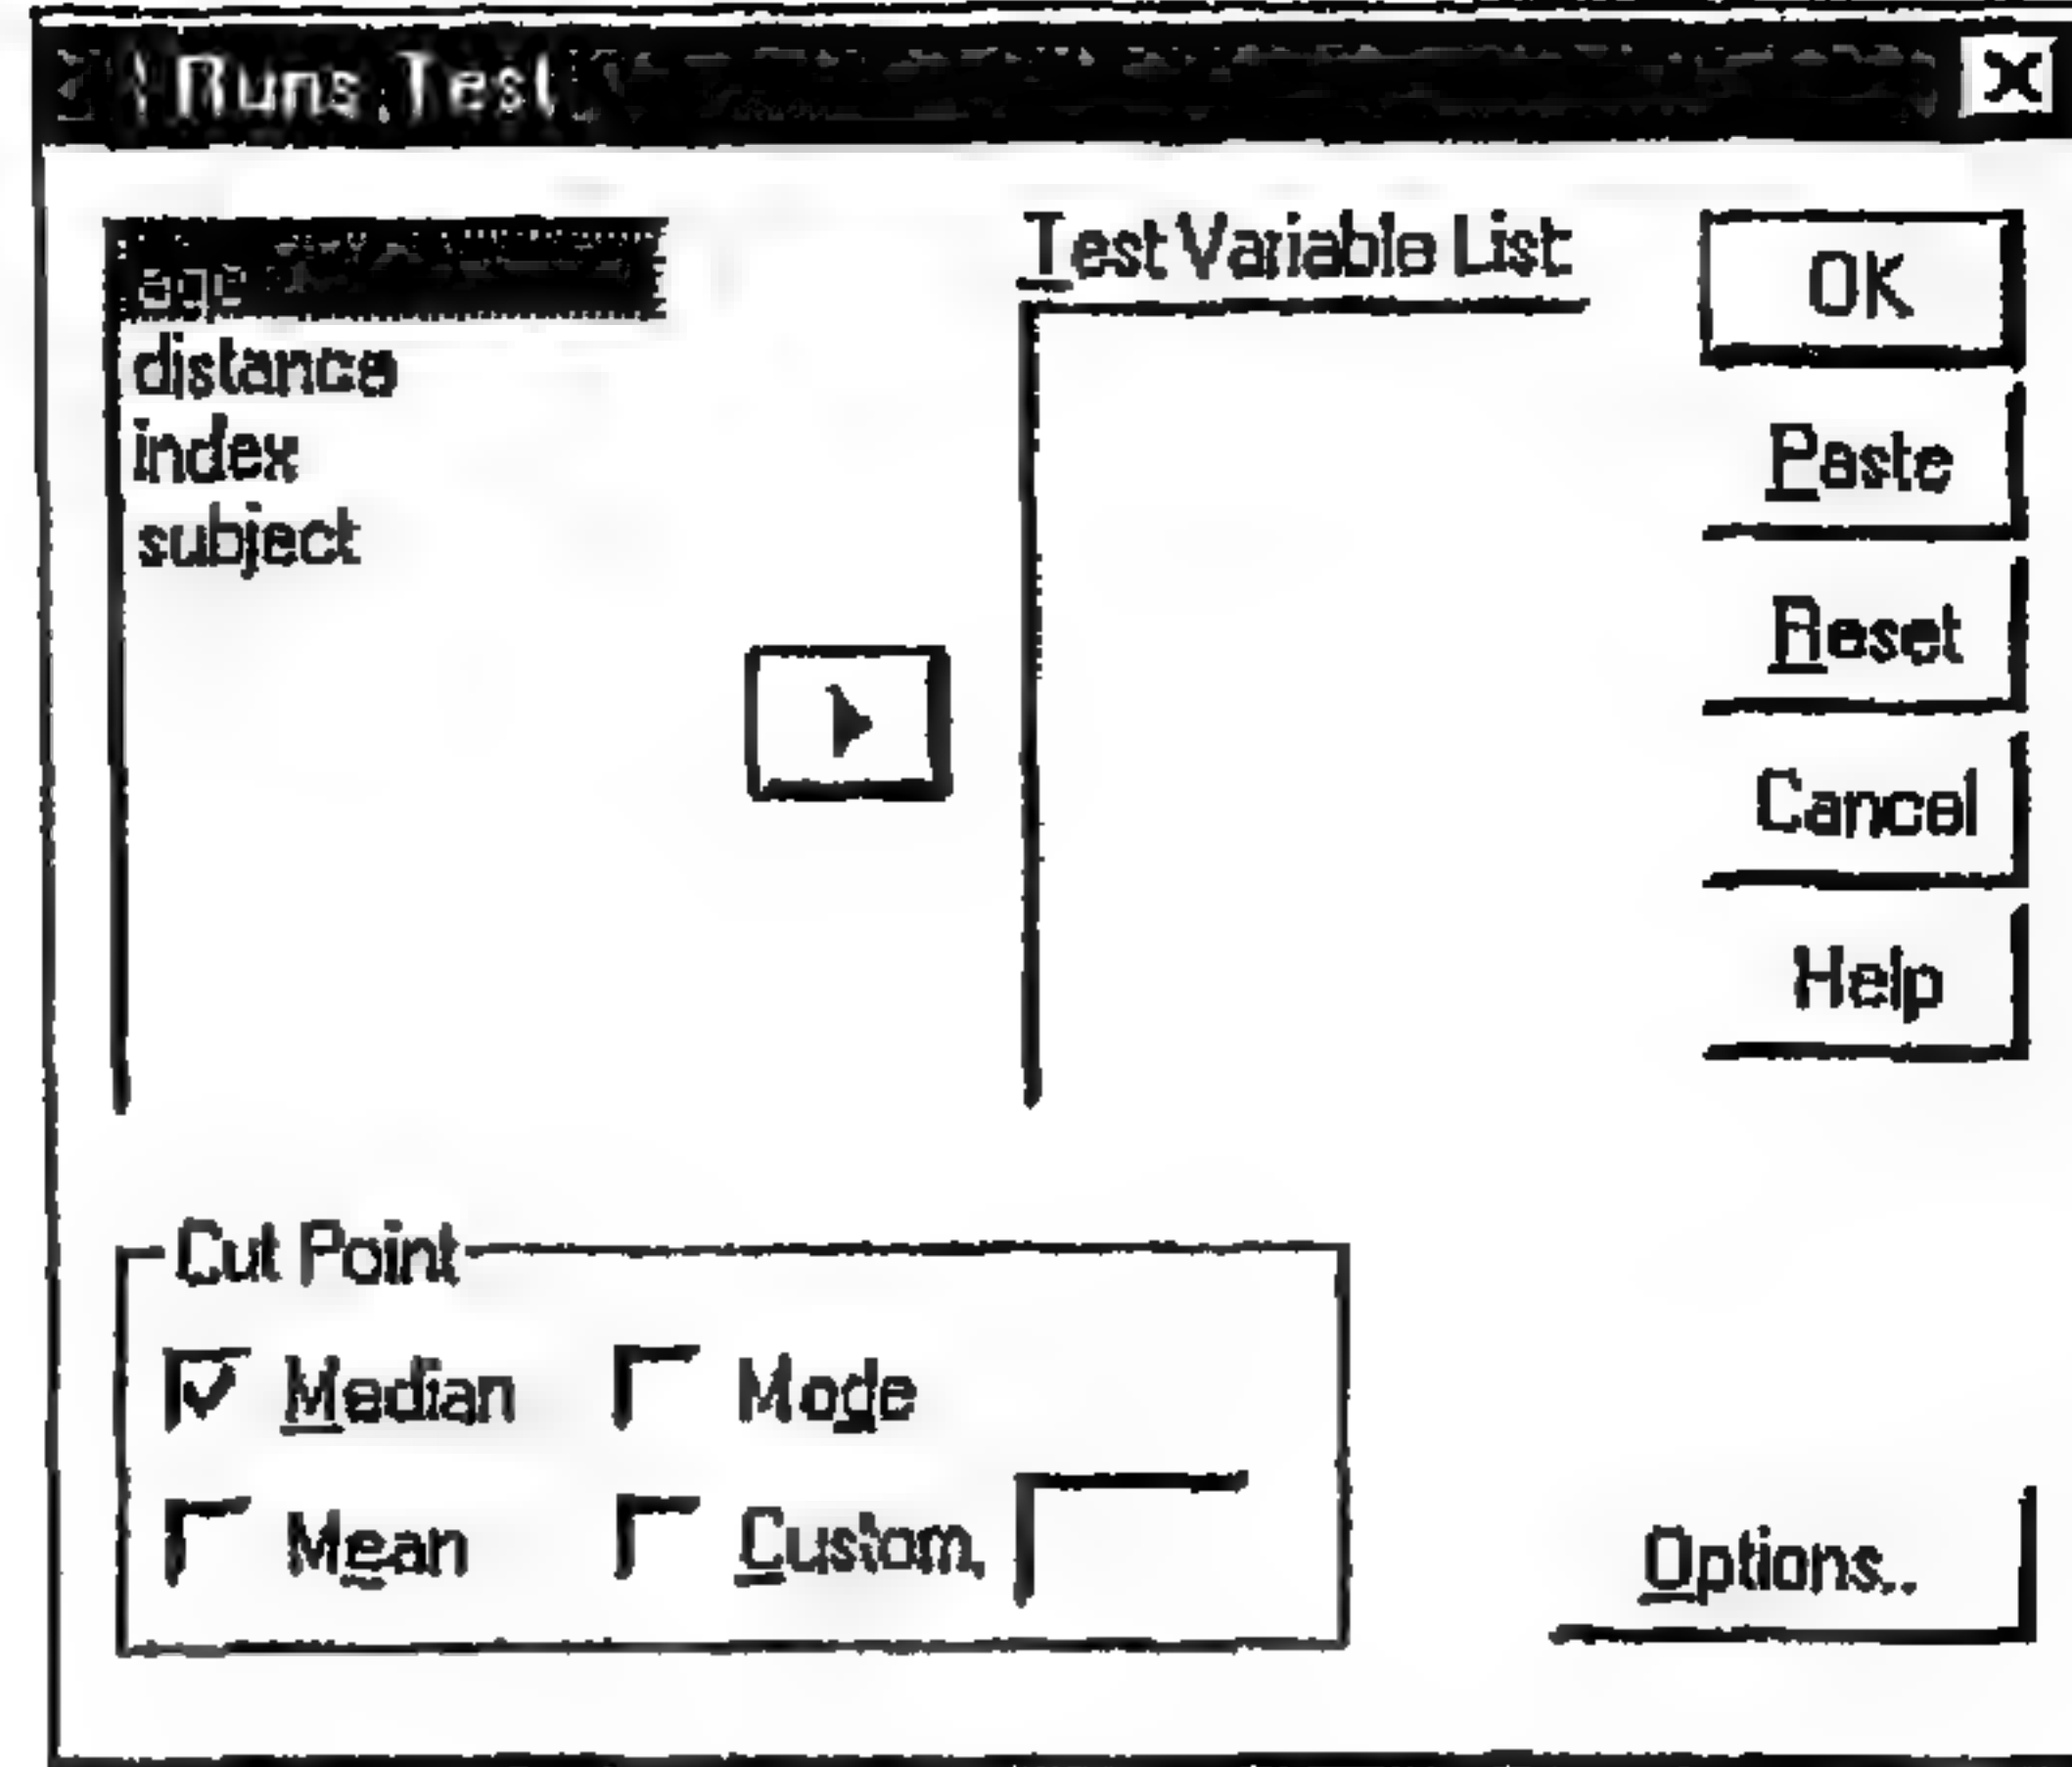 Runs Test
age
distance
index
subject
Test Variable List:
OK
Paste
Reset
Cancel
Help
Cut Point
Median
Mode
Mean
Custom,
Options..